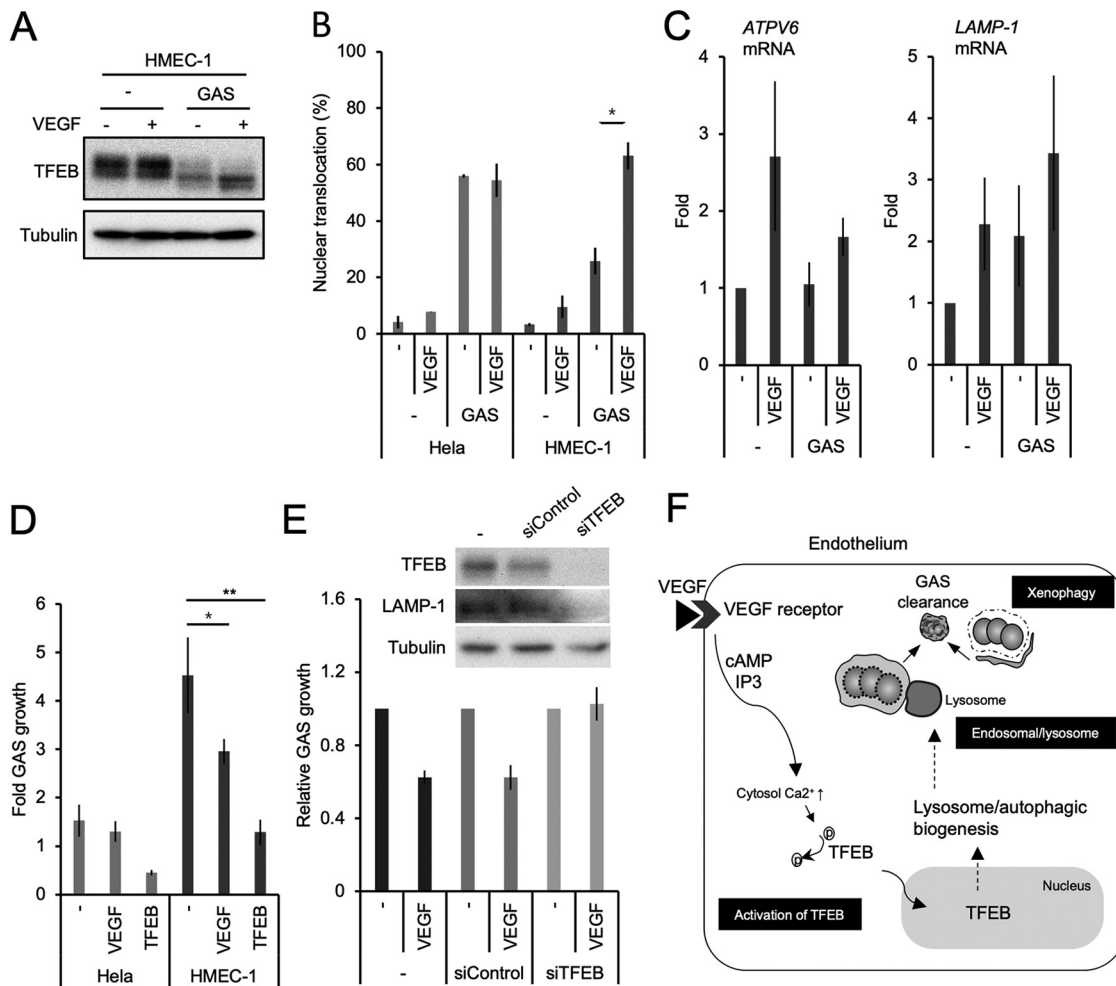 A
HMEC-1
- GAS
VEGF - + - +
TFEB
Tubulin
B
Nuclear translocation (%)
100
80
60
40
20
0
*
- VEGF - VEGF - VEGF - VEGF
- GAS - GAS
Hela HMEC-1
C
ATPV6
mRNA
Fold
4
3
2
1
0
- VEGF - VEGF
- GAS
LAMP-1
mRNA
Fold
5
4
3
2
1
0
- VEGF - VEGF
- GAS
D
Fold GAS growth
6
5
4
3
2
1
0
**
*
- VEGF TFEB - VEGF TFEB
Hela HMEC-1
E
- siControl siTFEB
TFEB
LAMP-1
Tubulin
Relative GAS growth
1.6
1.2
0.8
0.4
0
- VEGF - VEGF - VEGF
- siControl siTFEB
F
Endothelium
VEGF
VEGF receptor
cAMP
IP3
Cytosol Ca2+ ↑
p
p
TFEB
Activation of TFEB
GAS
clearance
Xenophagy
Lysosome
Endosomal/lysosome
Lysosome/autophagic
biogenesis
Nucleus
TFEB